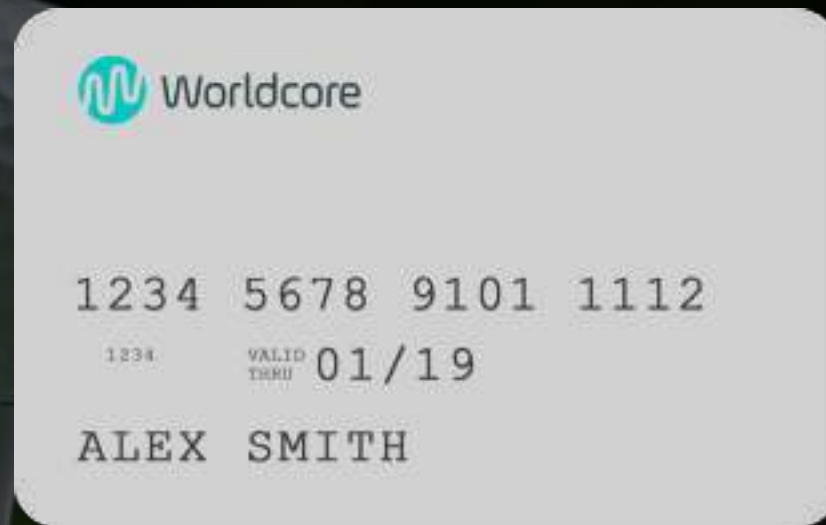 Worldcore
1234 5678 9101 1112
1234
VALID
THRU
01/19
ALEX SMITH